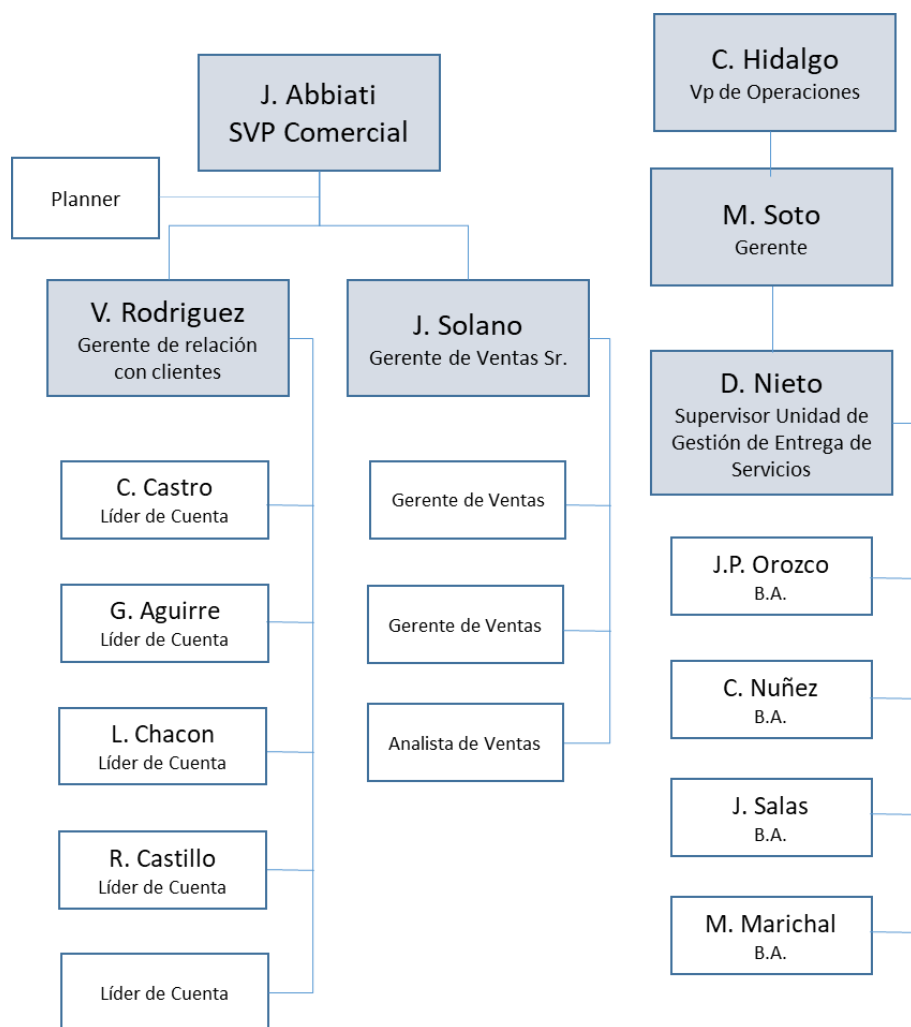 J. Abbiati
SVP Comercial
Planner
V. Rodriguez
Gerente de relación
con clientes
J. Solano
Gerente de Ventas Sr.
C. Castro
Líder de Cuenta
G. Aguirre
Líder de Cuenta
L. Chacon
Líder de Cuenta
R. Castillo
Líder de Cuenta
Líder de Cuenta
Gerente de Ventas
Gerente de Ventas
Analista de Ventas
C. Hidalgo
Vp de Operaciones
M. Soto
Gerente
D. Nieto
Supervisor Unidad de
Gestión de Entrega de
Servicios
J.P. Orozco
B.A.
C. Nuñez
B.A.
J. Salas
B.A.
M. Marichal
B.A.